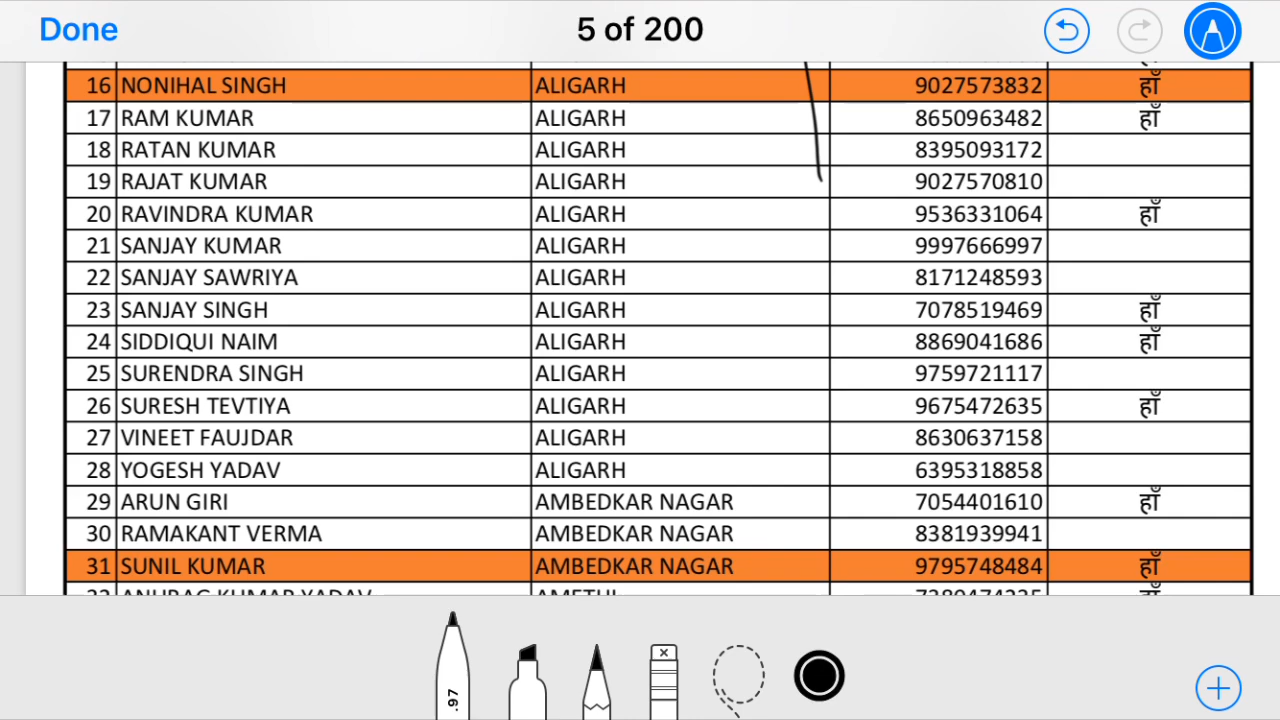 Done 5 of 200
16 NONIHAL SINGH ALIGARH 9027573832 हाँ
17 RAM KUMAR ALIGARH 8650963482 हाँ
18 RATAN KUMAR ALIGARH 8395093172
19 RAJAT KUMAR ALIGARH 9027570810
20 RAVINDRA KUMAR ALIGARH 9536331064 हाँ
21 SANJAY KUMAR ALIGARH 9997666997
22 SANJAY SAWRIYA ALIGARH 8171248593
23 SANJAY SINGH ALIGARH 7078519469 हाँ
24 SIDDIQUI NAIM ALIGARH 8869041686 हाँ
25 SURENDRA SINGH ALIGARH 9759721117
26 SURESH TEVTIYA ALIGARH 9675472635 हाँ
27 VINEET FAUJDAR ALIGARH 8630637158
28 YOGESH YADAV ALIGARH 6395318858
29 ARUN GIRI AMBEDKAR NAGAR 7054401610 हाँ
30 RAMAKANT VERMA AMBEDKAR NAGAR 8381939941
31 SUNIL KUMAR AMBEDKAR NAGAR 9795748484 हाँ
.97